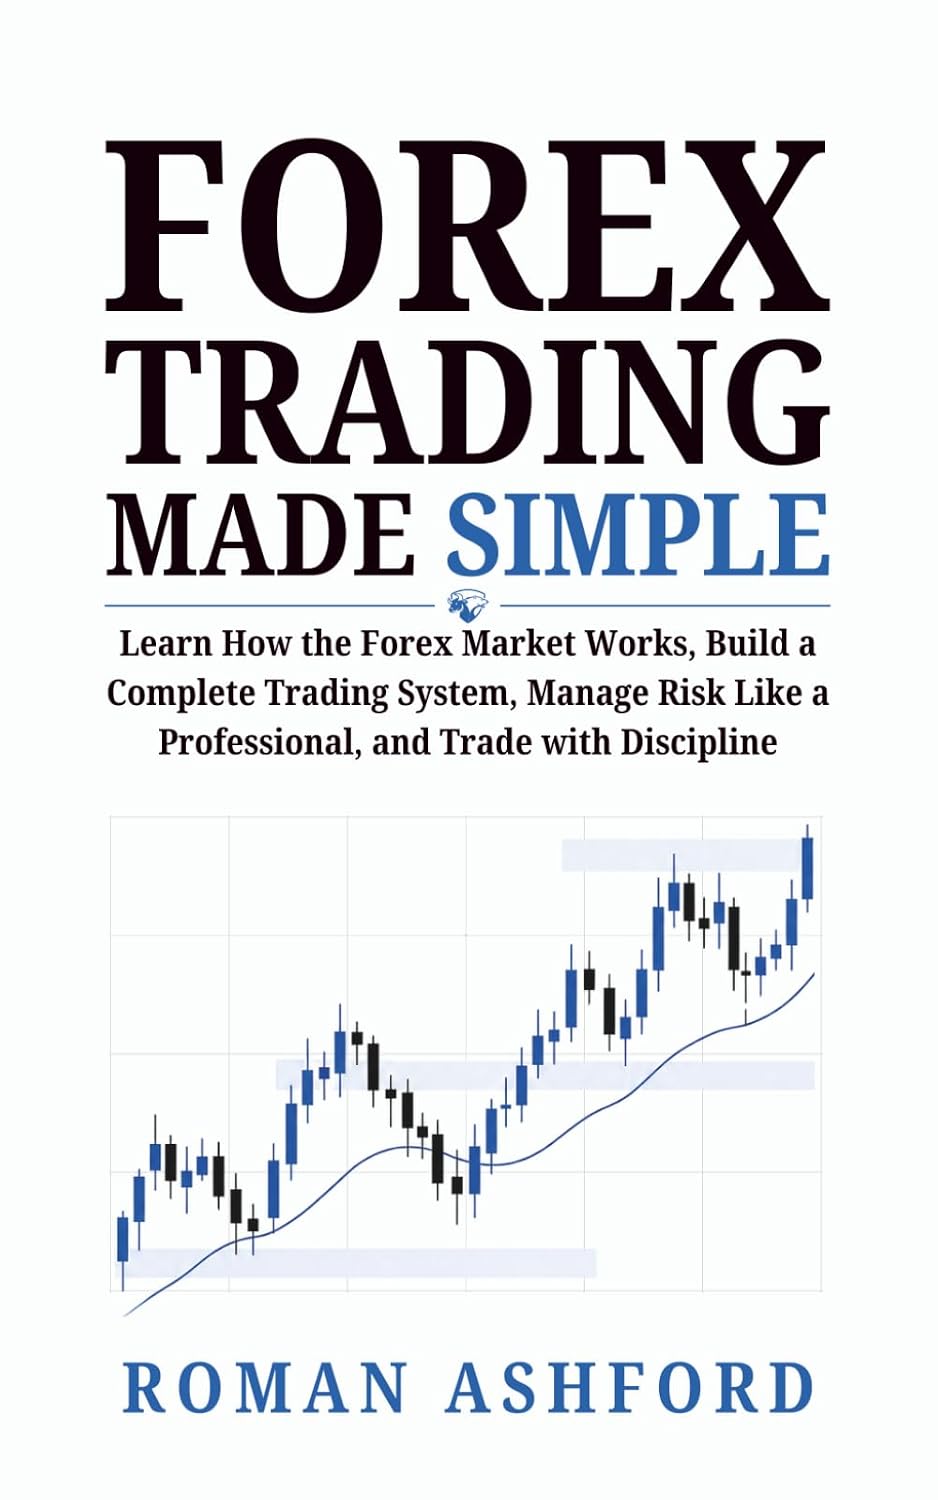 FOREX
TRADING
MADE SIMPLE
Learn How the Forex Market Works, Build a
Complete Trading System, Manage Risk Like a
Professional, and Trade with Discipline
ROMAN ASHFORD